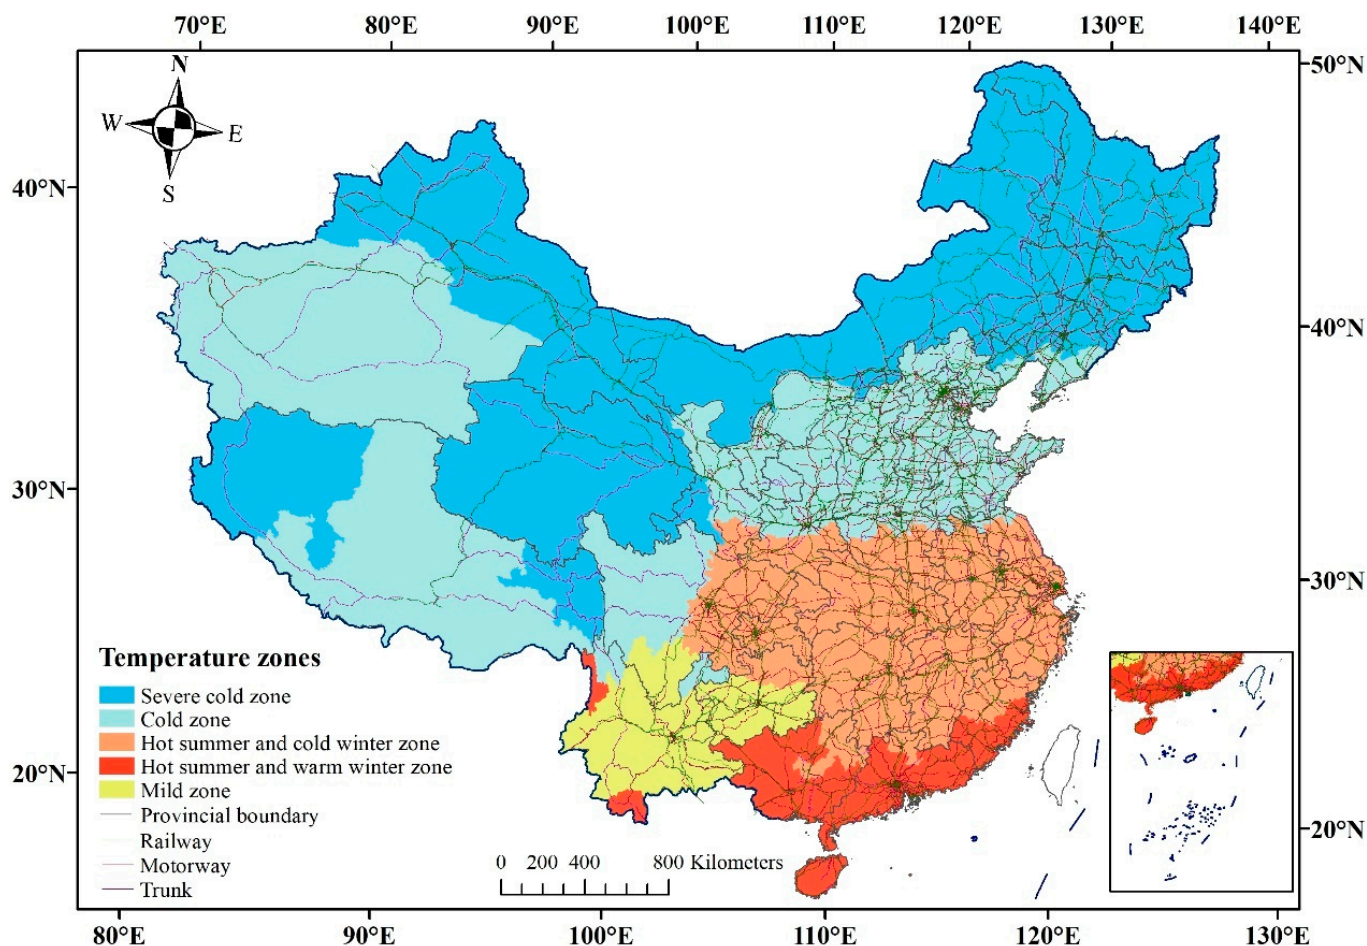 70°E 80°E 90°E 100°E 110°E 120°E 130°E 140°E
50°N
N
W E
S
40°N
40°N
30°N
30°N
20°N
20°N
Temperature zones
Severe cold zone
Cold zone
Hot summer and cold winter zone
Hot summer and warm winter zone
Mild zone
Provincial boundary
Railway
Motorway
Trunk
0 200 400 800 Kilometers
80°E 90°E 100°E 110°E 120°E 130°E